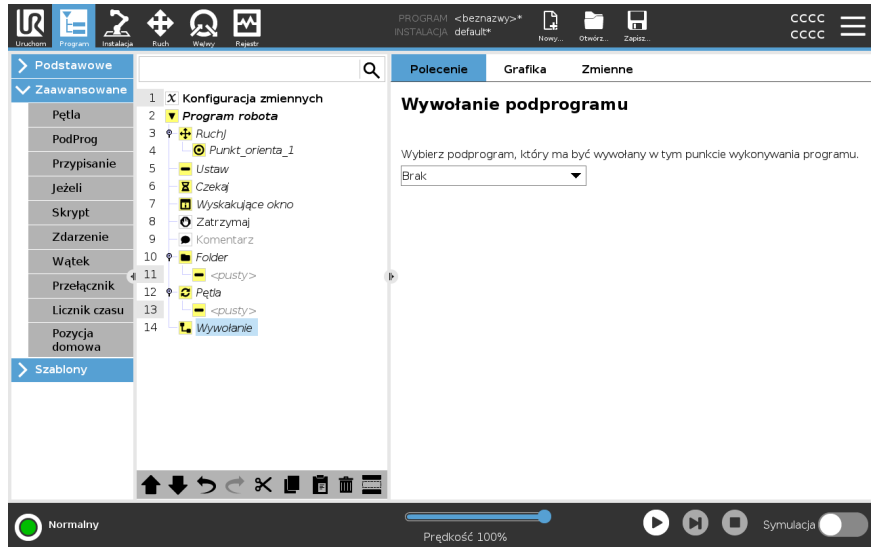 PROGRAM <beznazwy>*
INSTALACJA default*
Uruchom Program Instalacja Ruch We/wy Rejestr
Nowy... Otwórz... Zapisz...
CCCC
CCCC
Podstawowe
Zaawansowane
Pętla
PodProg
Przypisanie
Jeżeli
Skrypt
Zdarzenie
Wątek
Przełącznik
Licznik czasu
Pozycja
domowa
Szablony
1 X Konfiguracja zmiennych
2 Program robota
3 RuchJ
4 Punkt_orienta_1
5 Ustaw
6 Czekaj
7 Wyskakujące okno
8 Zatrzymaj
9 Komentarz
10 Folder
11 <pusty>
12 Pętla
13 <pusty>
14 Wywołanie
Polecenie Grafika Zmienne
Wywołanie podprogramu
Wybierz podprogram, który ma być wywołany w tym punkcie wykonywania programu.
Brak
Normalny
Prędkość 100%
Symulacja